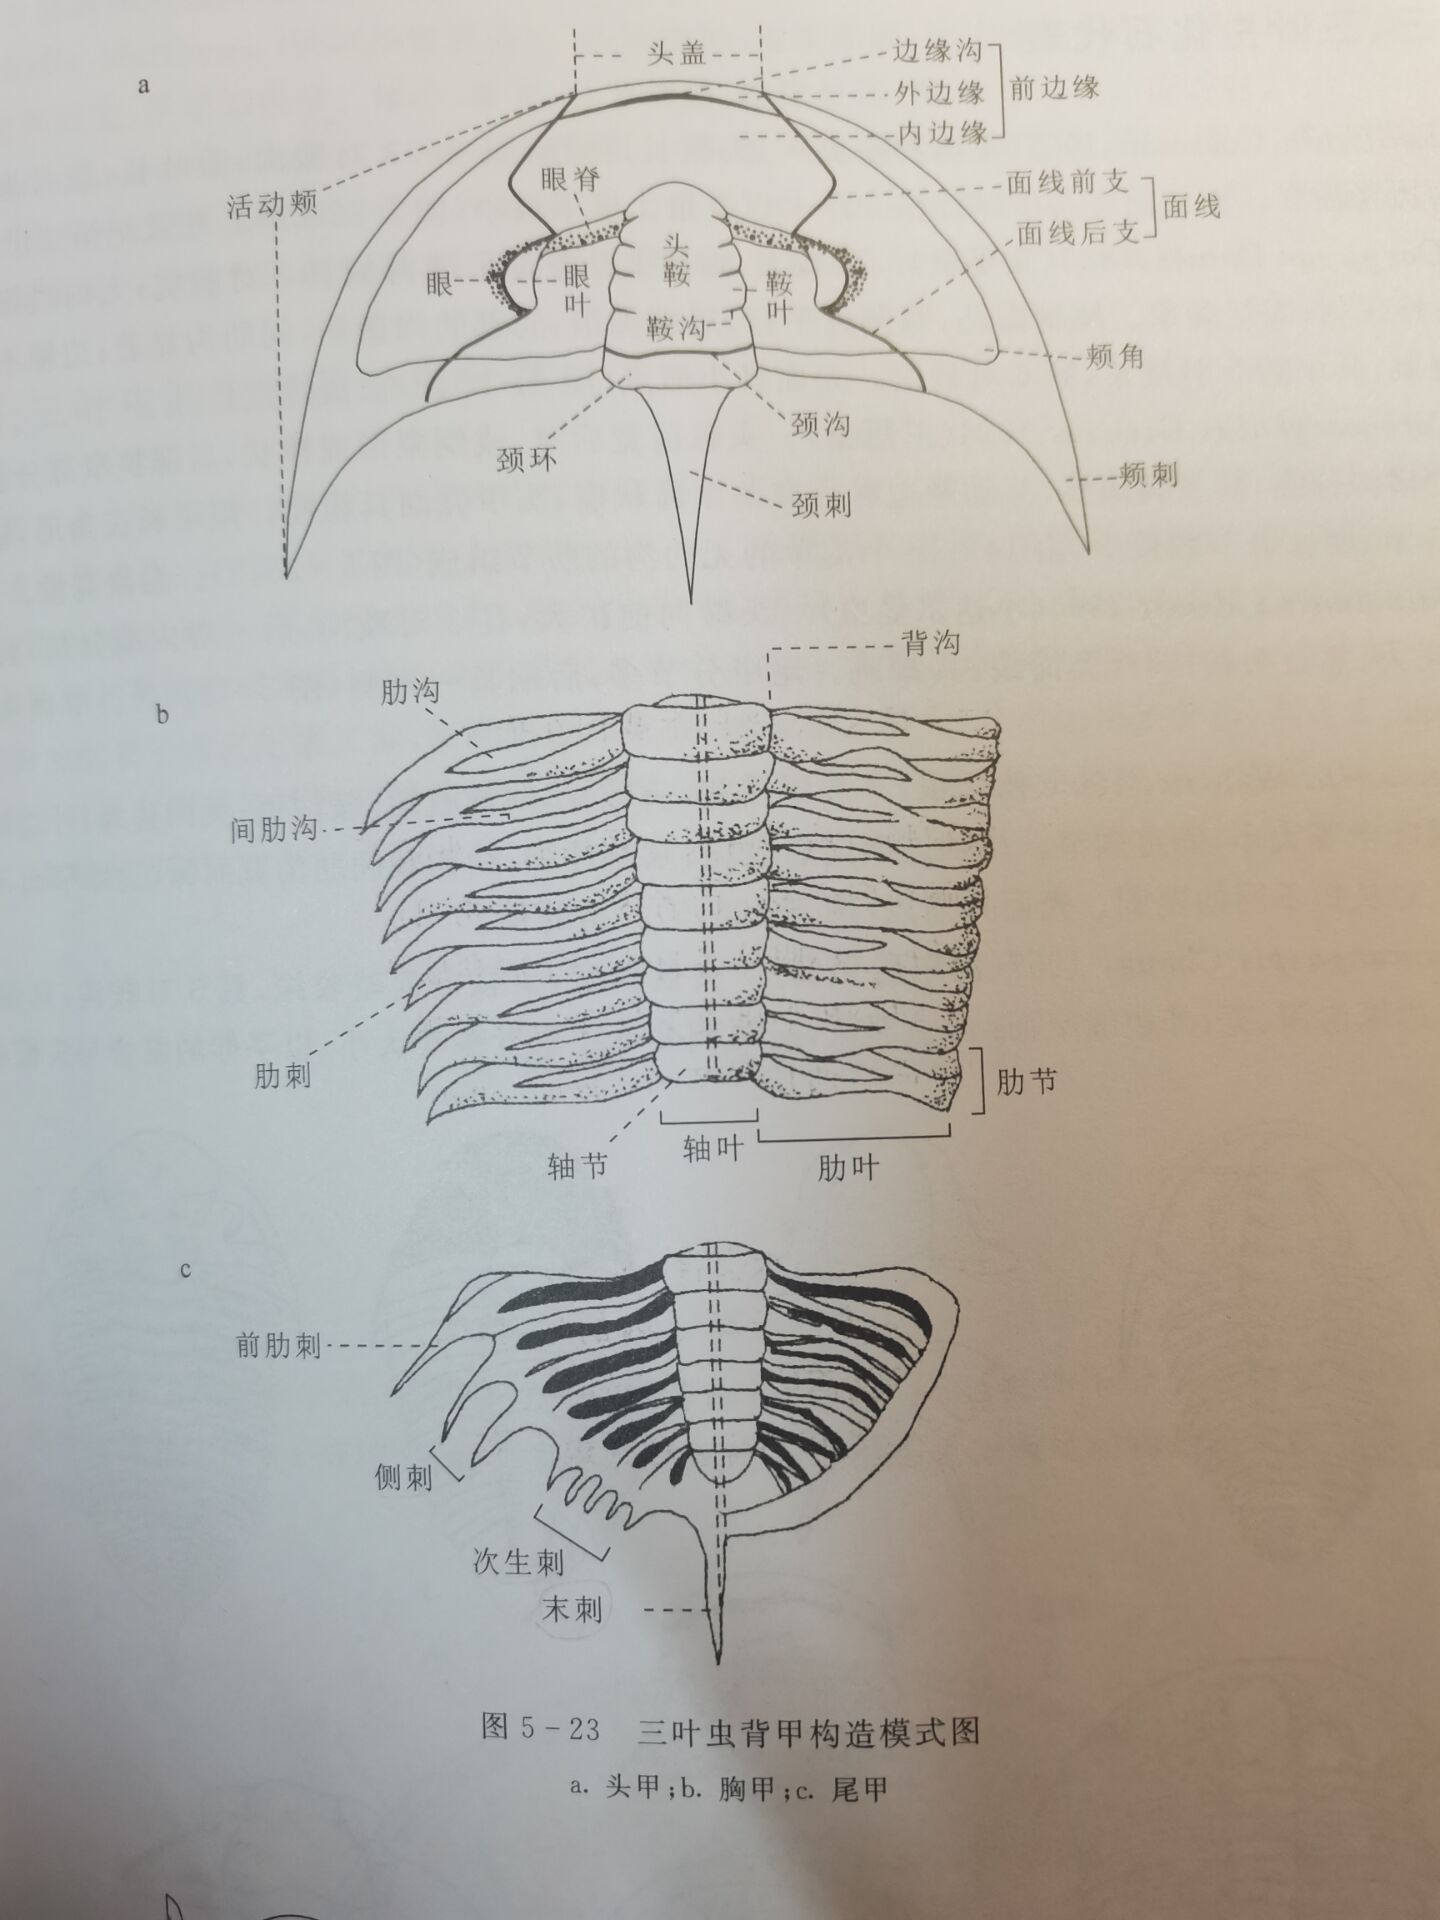 a
头盖
边缘沟
外边缘
前边缘
内边缘
活动颊
眼脊
面线前支
面线后支
面线
眼
眼叶
头鞍
鞍叶
鞍沟
颊角
颈环
颈沟
颈刺
颊刺
b
背沟
肋沟
间肋沟
肋刺
肋节
轴节
轴叶
肋叶
c
前肋刺
侧刺
次生刺
末刺
图 5-23 三叶虫背甲构造模式图
a. 头甲;b. 胸甲;c. 尾甲